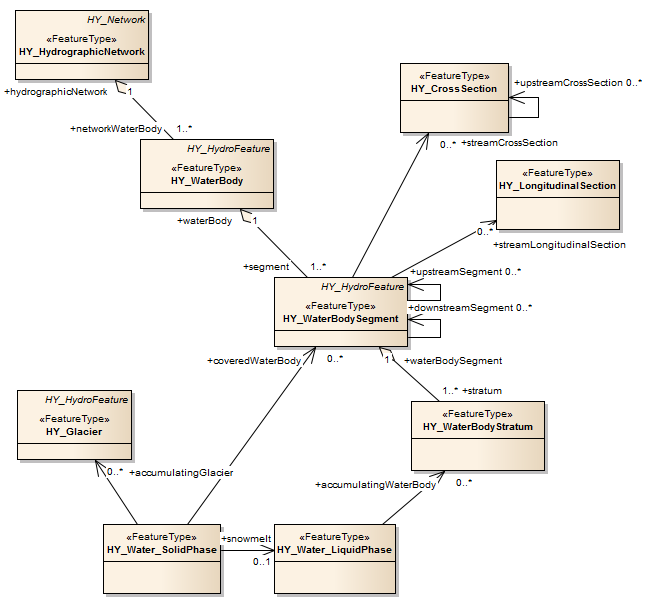 HY_Network
«FeatureType»
HY_HydrographicNetwork
+hydrographicNetwork
1
+networkWaterBody
1..*
HY_HydroFeature
«FeatureType»
HY_WaterBody
+waterBody
1
+segment
1..*
«FeatureType»
HY_CrossSection
+upstreamCrossSection 0..*
0..*
+streamCrossSection
«FeatureType»
HY_LongitudinalSection
0..*
+streamLongitudinalSection
HY_HydroFeature
«FeatureType»
HY_WaterBodySegment
+upstreamSegment 0..*
+downstreamSegment 0..*
+coveredWaterBody
0..*
1
+waterBodySegment
1..*
+stratum
«FeatureType»
HY_WaterBodyStratum
HY_HydroFeature
«FeatureType»
HY_Glacier
0..*
+accumulatingGlacier
+accumulatingWaterBody
0..*
«FeatureType»
HY_Water_SolidPhase
+snowmelt
0..1
«FeatureType»
HY_Water_LiquidPhase